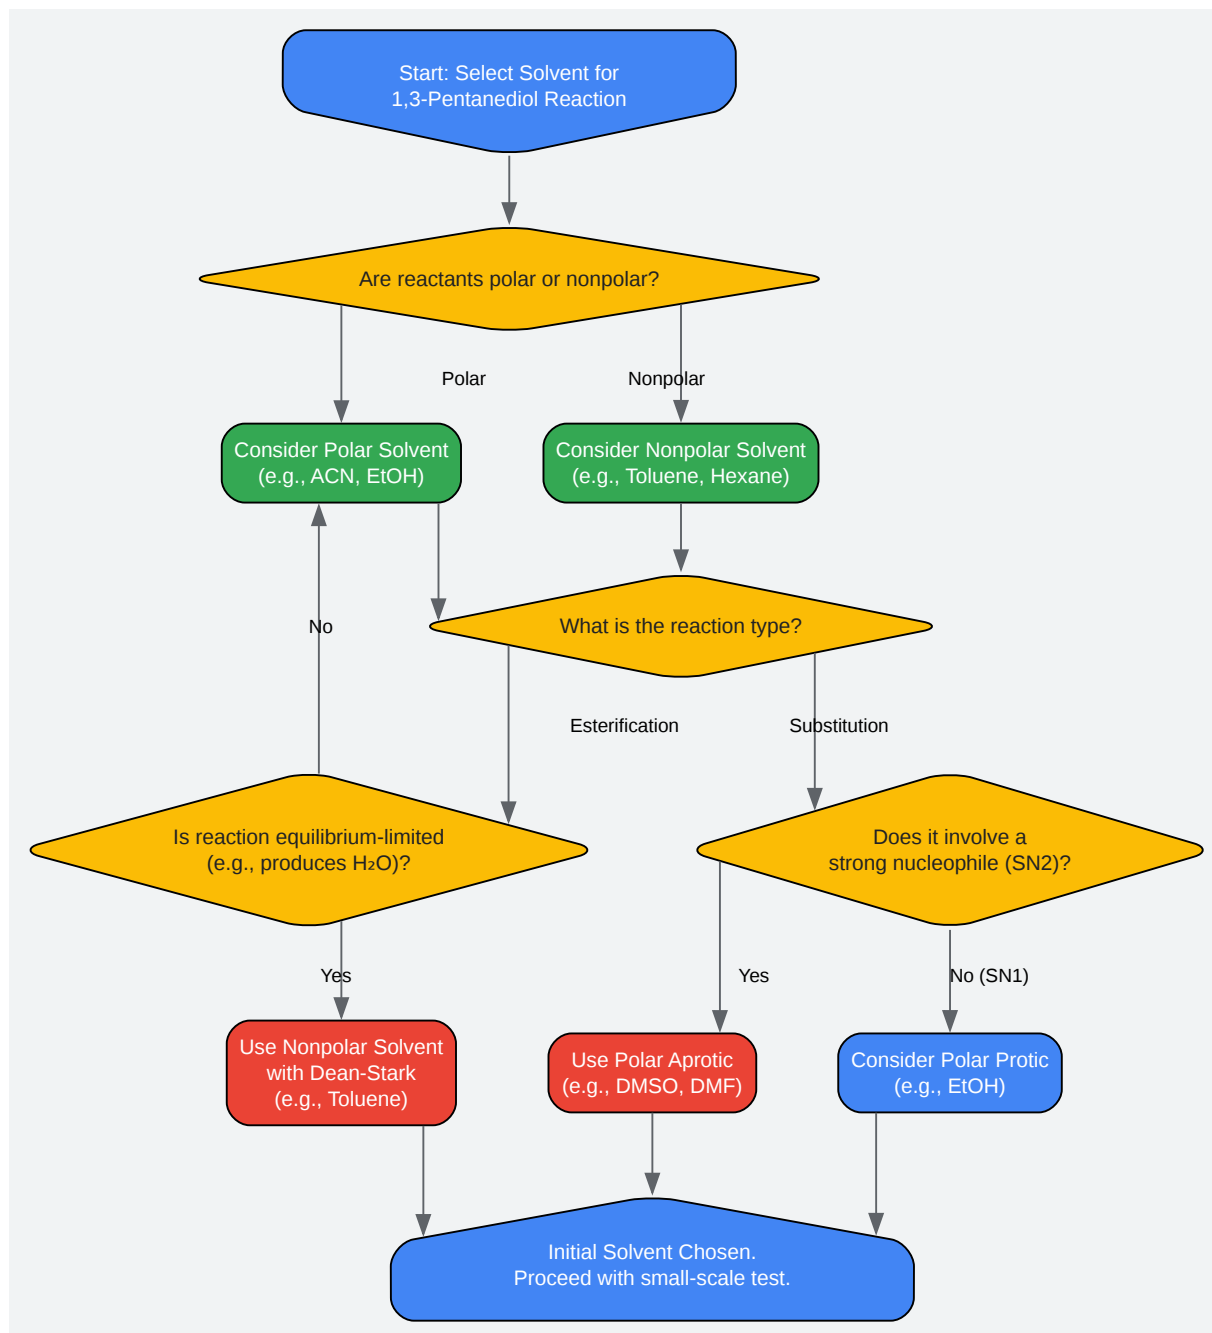 Start: Select Solvent for
1,3-Pentanediol Reaction
Are reactants polar or nonpolar?
Polar
Nonpolar
Consider Polar Solvent
(e.g., ACN, EtOH)
Consider Nonpolar Solvent
(e.g., Toluene, Hexane)
What is the reaction type?
No
Esterification
Substitution
Is reaction equilibrium-limited
(e.g., produces H₂O)?
Does it involve a
strong nucleophile (SN2)?
Yes
Yes
No (SN1)
Use Nonpolar Solvent
with Dean-Stark
(e.g., Toluene)
Use Polar Aprotic
(e.g., DMSO, DMF)
Consider Polar Protic
(e.g., EtOH)
Initial Solvent Chosen.
Proceed with small-scale test.